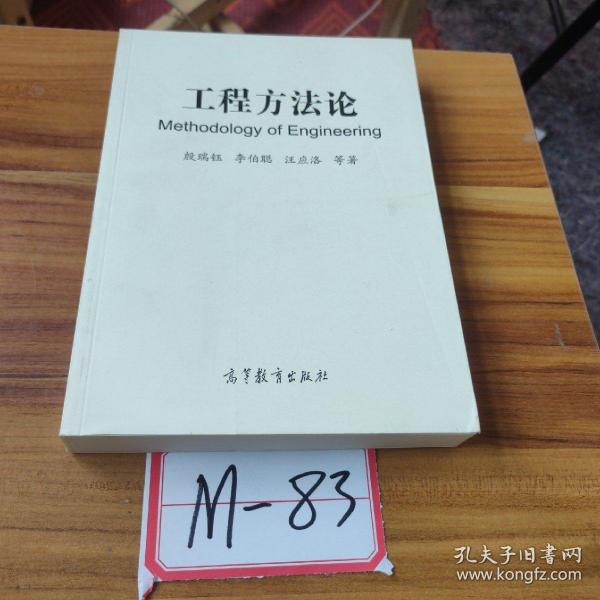 工程方法论
Methodology of Engineering
殷瑞钰 李伯聪 汪应洛 等著
高等教育出版社
M-83
孔夫子旧书网
www.kongfz.com